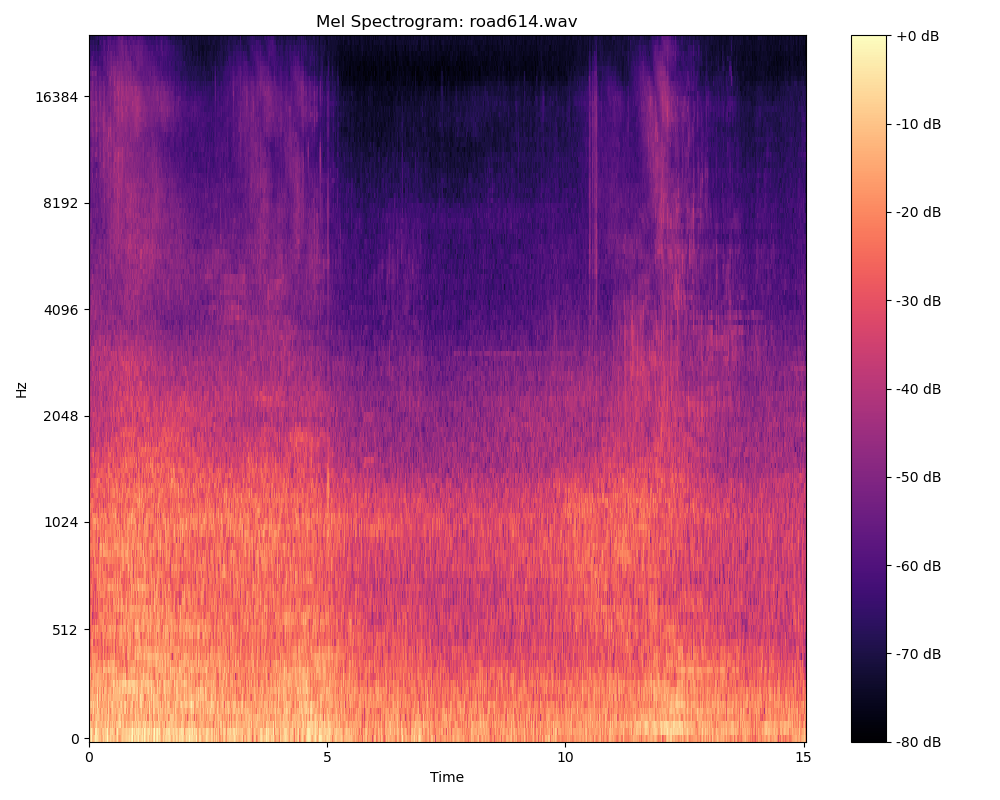 Mel Spectrogram: road614.wav
+0 dB
16384
-10 dB
8192
-20 dB
4096
-30 dB
Hz
2048
-40 dB
1024
-50 dB
512
-60 dB
-70 dB
0
-80 dB
0 5 10 15
Time